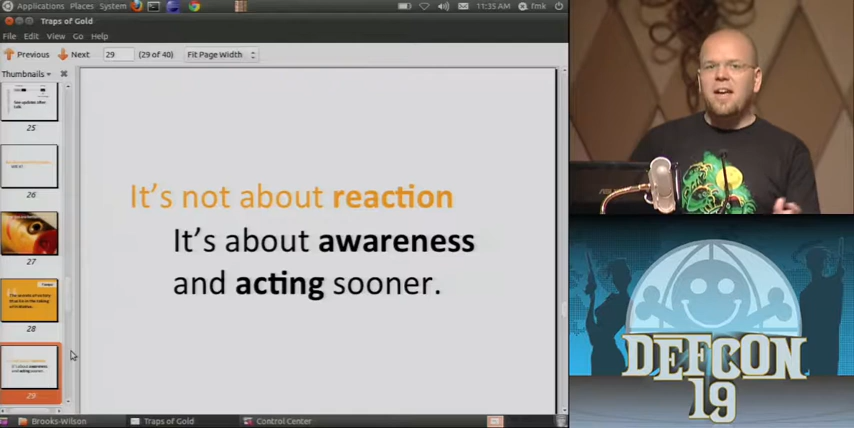 Applications Places System
11:35 AM fmk
Traps of Gold
File Edit View Go Help
Previous Next 29 (29 of 40) Fit Page Width
Thumbnails
25
26
27
28
29
It's not about reaction
It's about awareness
and acting sooner.
DEFCON
19
Brooks-Wilson Traps of Gold Control Center